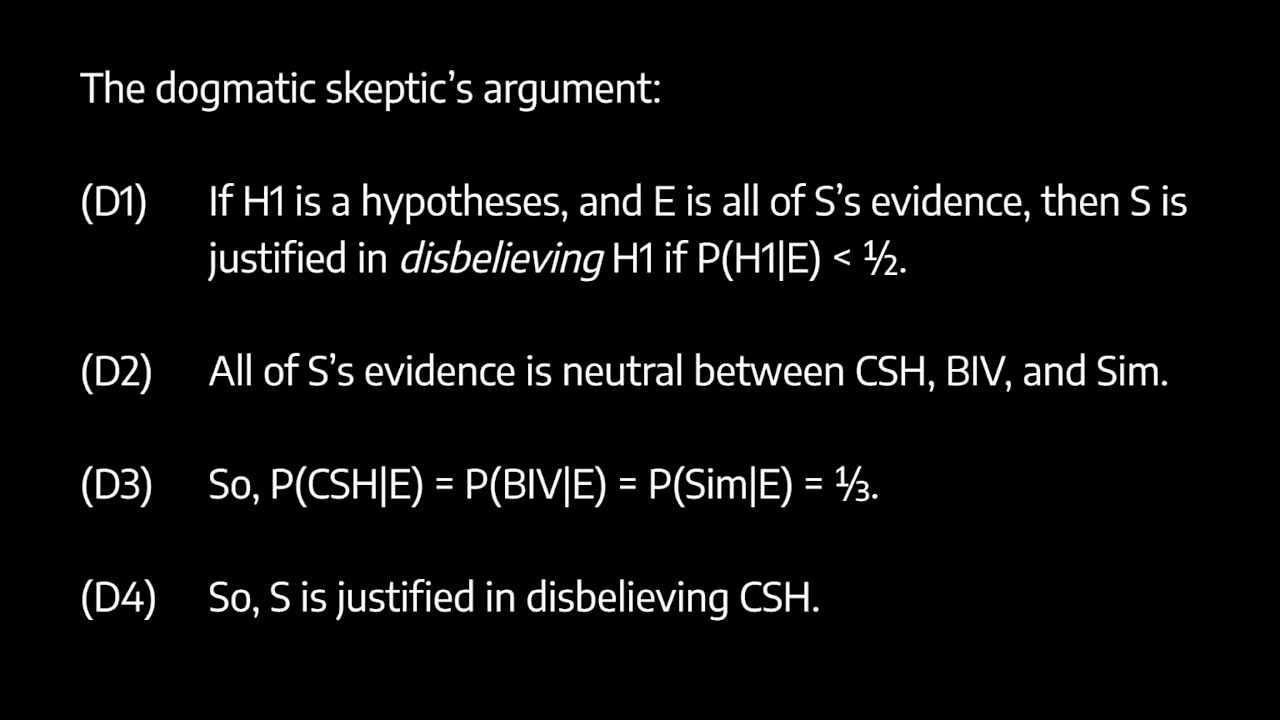 The dogmatic skeptic’s argument:
(D1) If H1 is a hypotheses, and E is all of S’s evidence, then S is
justified in disbelieving H1 if P(H1|E) < ½.
(D2) All of S’s evidence is neutral between CSH, BIV, and Sim.
(D3) So, P(CSH|E) = P(BIV|E) = P(Sim|E) = ⅓.
(D4) So, S is justified in disbelieving CSH.